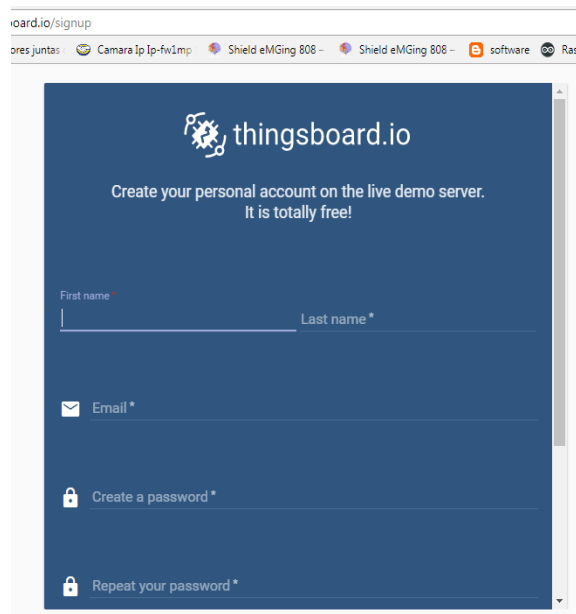 oard.io/signup
ores juntas Camara Ip Ip-fw1mp Shield eMGing 808 – Shield eMGing 808 – software Ras
thingsboard.io
Create your personal account on the live demo server.
It is totally free!
First name *
Last name *
Email *
Create a password *
Repeat your password *